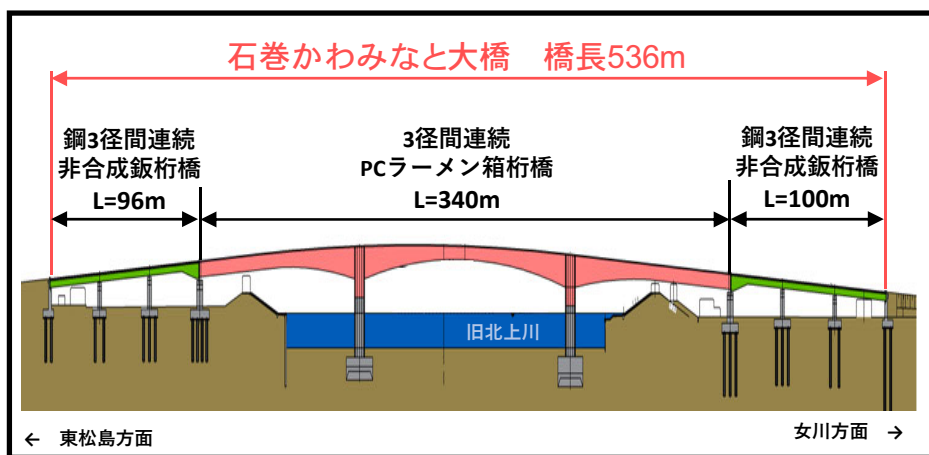 石巻かわみなと大橋　橋長536m
鋼3径間連続
非合成鈑桁橋
L=96m
3径間連続
PCラーメン箱桁橋
L=340m
鋼3径間連続
非合成鈑桁橋
L=100m
旧北上川
← 東松島方面
女川方面 →